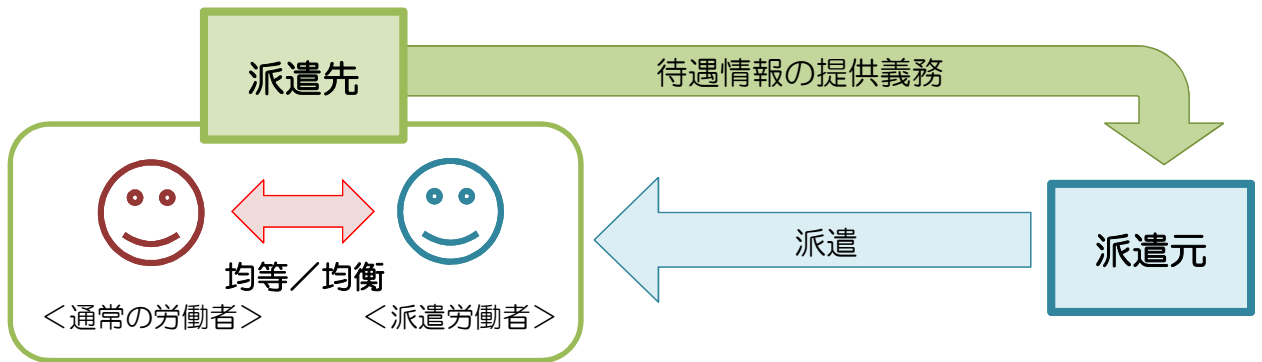 派遣先
待遇情報の提供義務
派遣
派遣元
均等／均衡
＜通常の労働者＞
＜派遣労働者＞